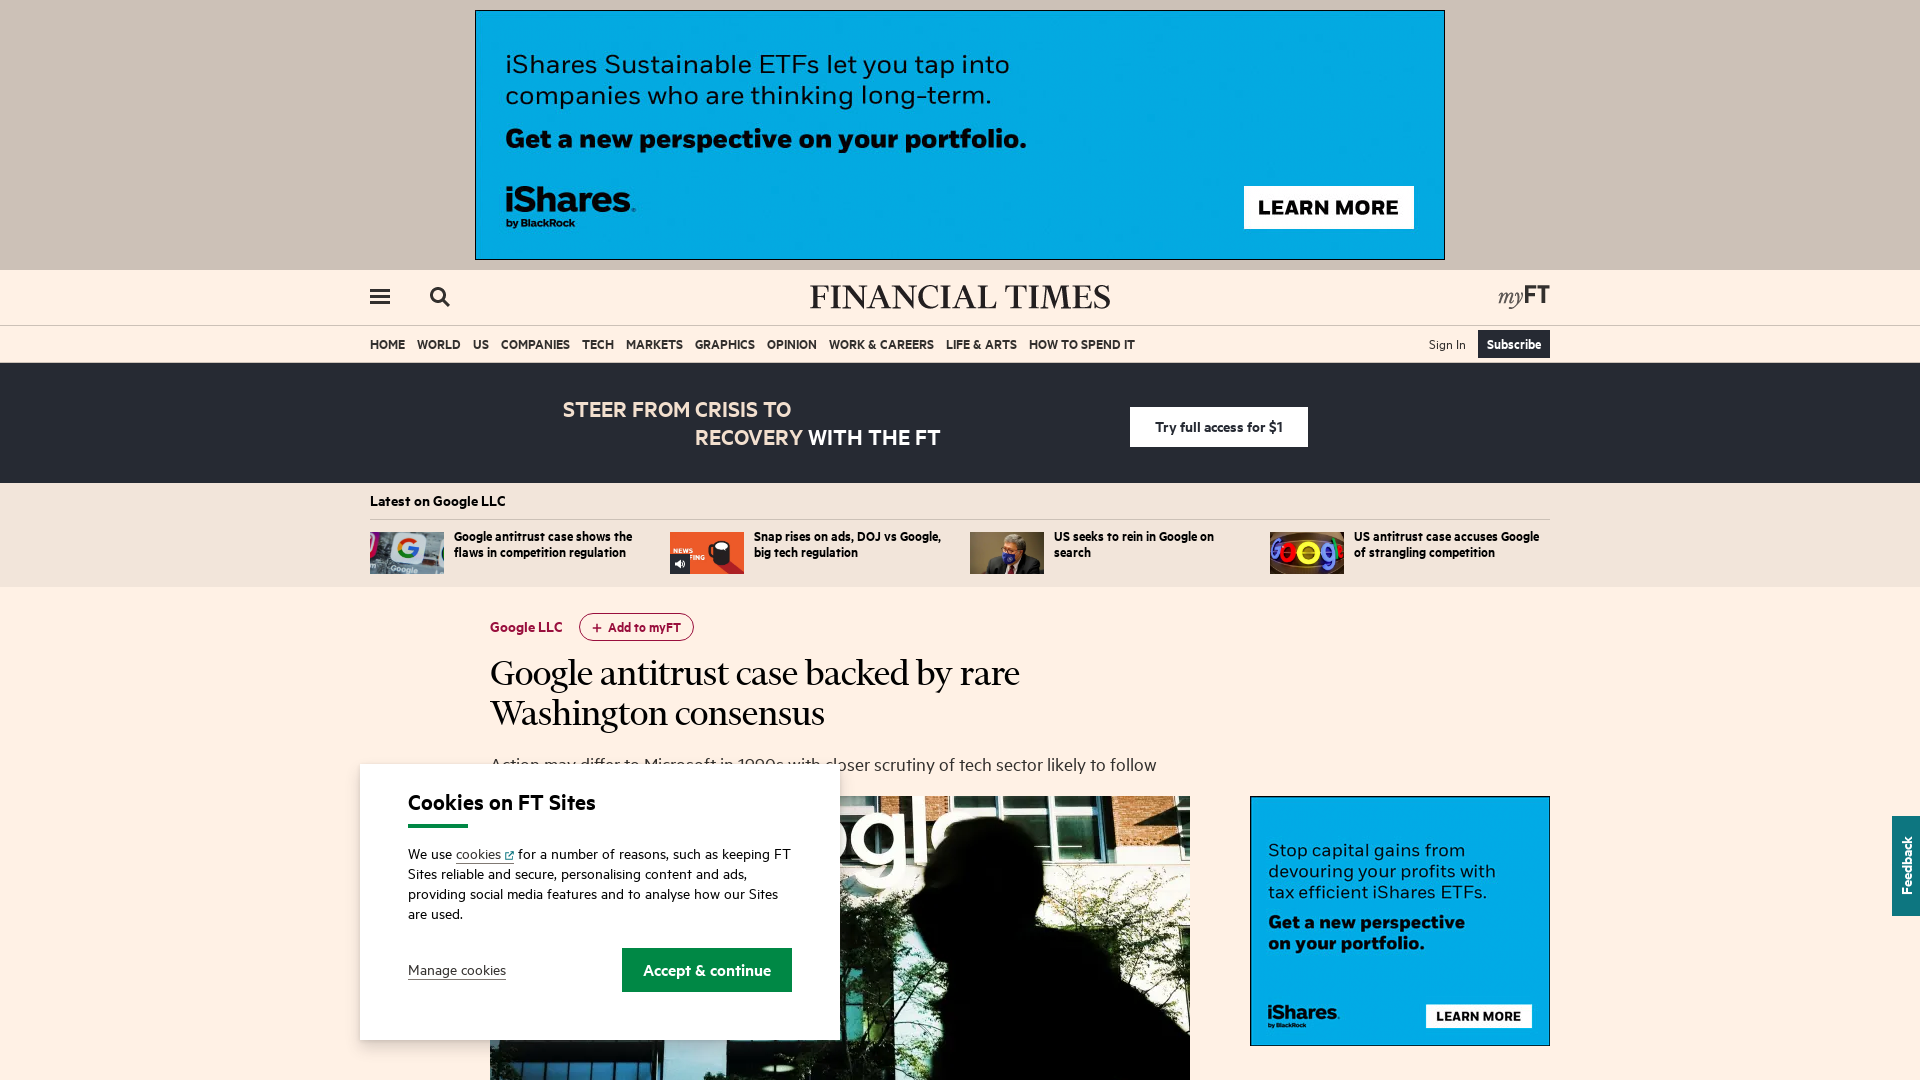 iShares Sustainable ETFs let you tap into
companies who are thinking long-term.
Get a new perspective on your portfolio.
iShares®
by BlackRock
LEARN MORE
FINANCIAL TIMES
myFT
HOME WORLD US COMPANIES TECH MARKETS GRAPHICS OPINION WORK & CAREERS LIFE & ARTS HOW TO SPEND IT
Sign In
Subscribe
STEER FROM CRISIS TO
RECOVERY WITH THE FT
Try full access for $1
Latest on Google LLC
Google
Google antitrust case shows the
flaws in competition regulation
NEWS
Snap rises on ads, DOJ vs Google,
big tech regulation
US seeks to rein in Google on
search
Goog
US antitrust case accuses Google
of strangling competition
Google LLC
+ Add to myFT
Google antitrust case backed by rare
Washington consensus
Action may differ to Microsoft in 1990s with closer scrutiny of tech sector likely to follow
Cookies on FT Sites
We use cookies for a number of reasons, such as keeping FT
Sites reliable and secure, personalising content and ads,
providing social media features and to analyse how our Sites
are used.
Manage cookies
Accept & continue
Stop capital gains from
devouring your profits with
tax efficient iShares ETFs.
Get a new perspective
on your portfolio.
iShares.
by BlackRock
LEARN MORE
Feedback